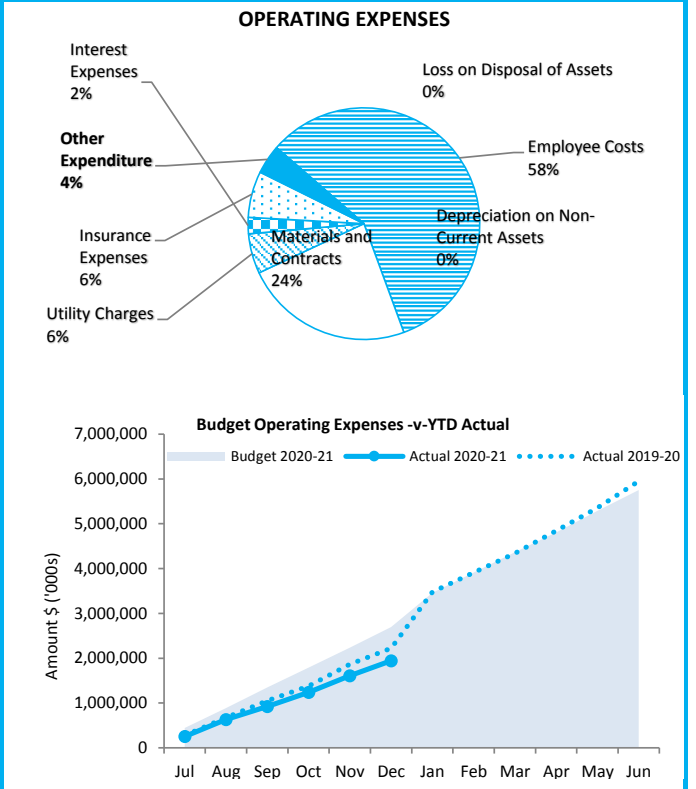 OPERATING EXPENSES
Interest
Expenses
2%
Loss on Disposal of Assets
0%
Other
Expenditure
4%
Employee Costs
58%
Depreciation on Non-
Current Assets
0%
Materials and
Contracts
24%
Insurance
Expenses
6%
Utility Charges
6%
Budget Operating Expenses -v-YTD Actual
Budget 2020-21
Actual 2020-21
Actual 2019-20
Amount $ ('000s)
7,000,000
6,000,000
5,000,000
4,000,000
3,000,000
2,000,000
1,000,000
0
Jul Aug Sep Oct Nov Dec Jan Feb Mar Apr May Jun